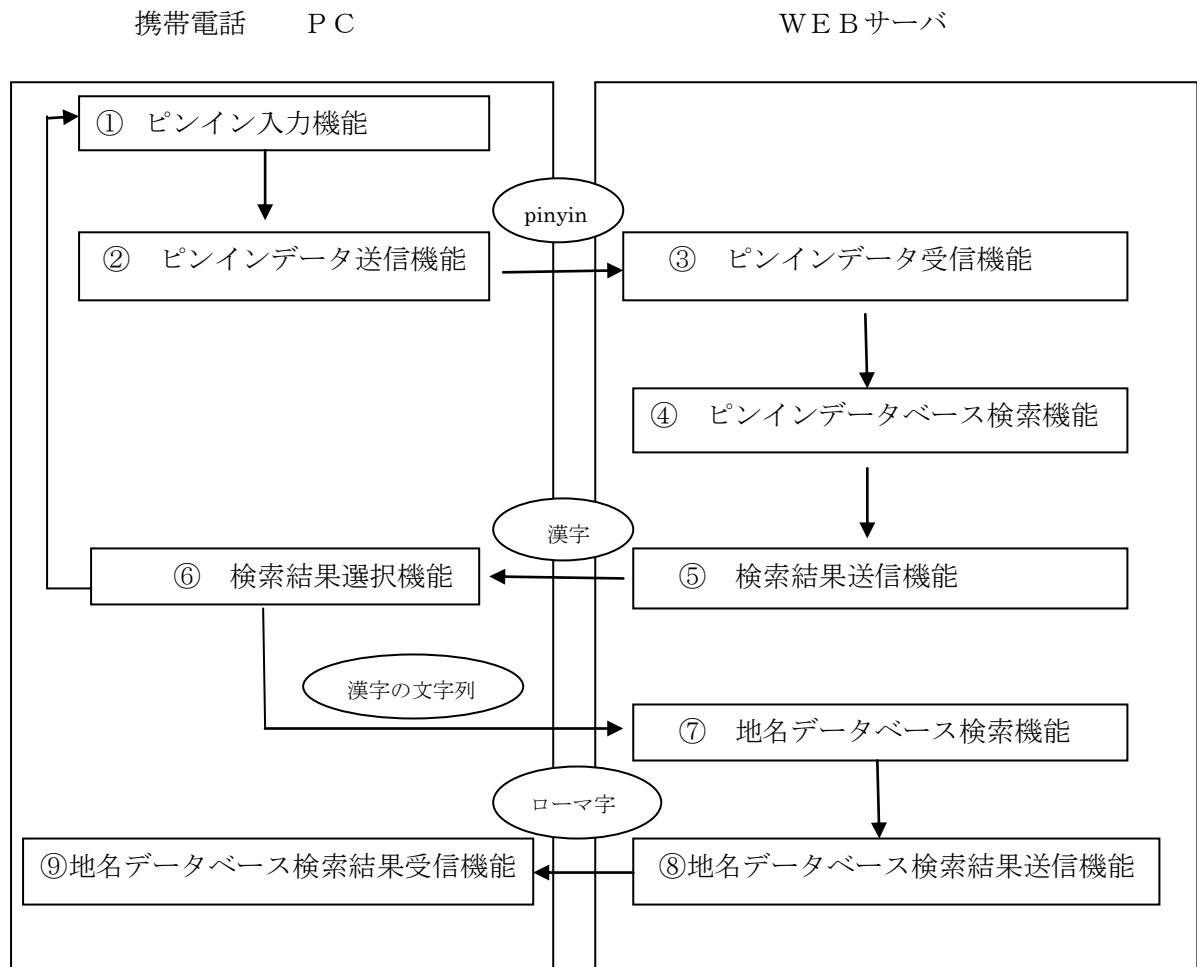 携帯電話　　ＰＣ
ＷＥＢサーバ
①　ピンイン入力機能
pinyin
②　ピンインデータ送信機能
③　ピンインデータ受信機能
④　ピンインデータベース検索機能
漢字
⑥　検索結果選択機能
⑤　検索結果送信機能
漢字の文字列
⑦　地名データベース検索機能
ローマ字
⑨地名データベース検索結果受信機能
⑧地名データベース検索結果送信機能